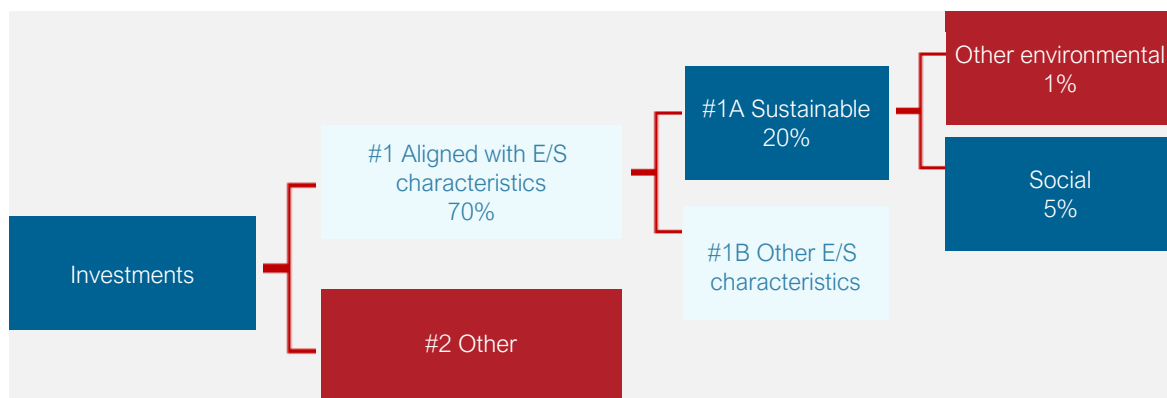 Investments
#1 Aligned with E/S
characteristics
70%
#2 Other
#1A Sustainable
20%
#1B Other E/S
characteristics
Other environmental
1%
Social
5%